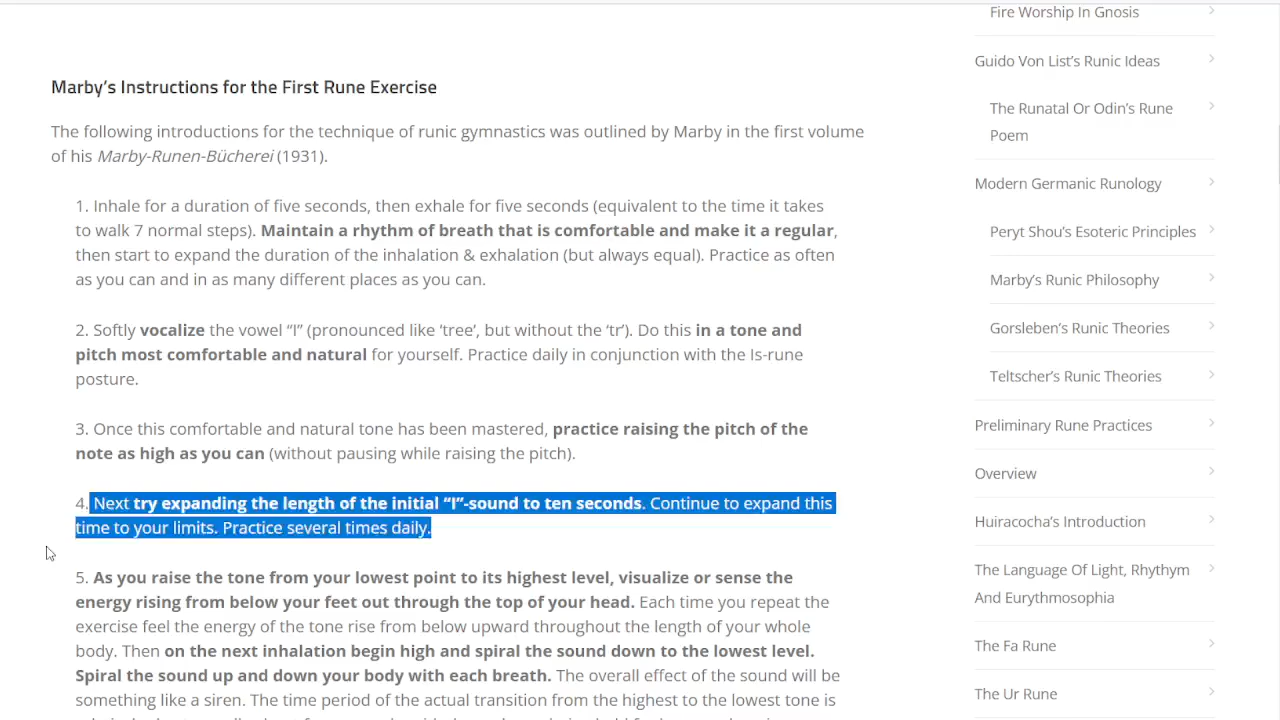 Marby's Instructions for the First Rune Exercise
The following introductions for the technique of runic gymnastics was outlined by Marby in the first volume
of his Marby-Runen-Bücherei (1931).
1. Inhale for a duration of five seconds, then exhale for five seconds (equivalent to the time it takes
to walk 7 normal steps). Maintain a rhythm of breath that is comfortable and make it a regular,
then start to expand the duration of the inhalation & exhalation (but always equal). Practice as often
as you can and in as many different places as you can.
2. Softly vocalize the vowel “I” (pronounced like ‘tree’, but without the ‘tr’). Do this in a tone and
pitch most comfortable and natural for yourself. Practice daily in conjunction with the Is-rune
posture.
3. Once this comfortable and natural tone has been mastered, practice raising the pitch of the
note as high as you can (without pausing while raising the pitch).
4. Next try expanding the length of the initial “I”-sound to ten seconds. Continue to expand this
time to your limits. Practice several times daily.
5. As you raise the tone from your lowest point to its highest level, visualize or sense the
energy rising from below your feet out through the top of your head. Each time you repeat the
exercise feel the energy of the tone rise from below upward throughout the length of your whole
body. Then on the next inhalation begin high and spiral the sound down to the lowest level.
Spiral the sound up and down your body with each breath. The overall effect of the sound will be
something like a siren. The time period of the actual transition from the highest to the lowest tone is
Fire Worship In Gnosis
Guido Von List's Runic Ideas
The Runatal Or Odin's Rune
Poem
Modern Germanic Runology
Peryt Shou's Esoteric Principles
Marby's Runic Philosophy
Gorsleben's Runic Theories
Teltscher's Runic Theories
Preliminary Rune Practices
Overview
Huiracocha's Introduction
The Language Of Light, Rhythm
And Eurythmosophia
The Fa Rune
The Ur Rune